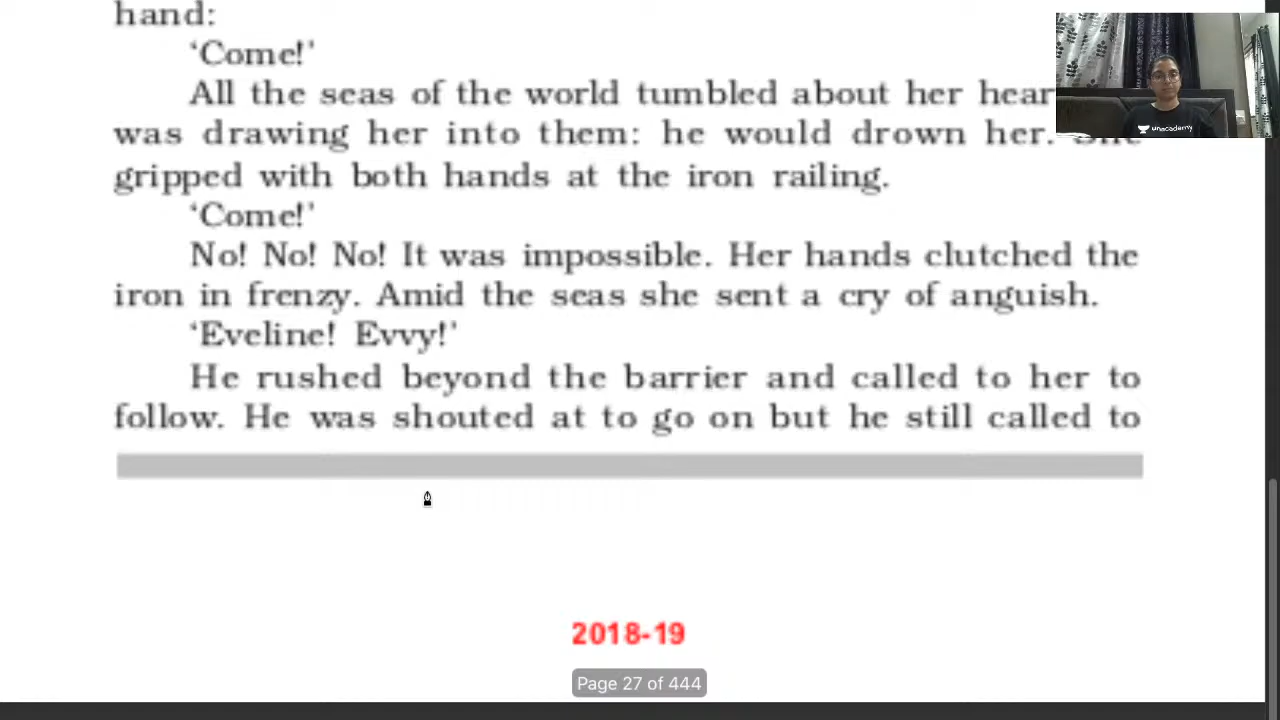 hand:
‘Come!’
All the seas of the world tumbled about her hear
was drawing her into them: he would drown her. She
gripped with both hands at the iron railing.
‘Come!’
No! No! No! It was impossible. Her hands clutched the
iron in frenzy. Amid the seas she sent a cry of anguish.
‘Eveline! Evvy!’
He rushed beyond the barrier and called to her to
follow. He was shouted at to go on but he still called to
2018-19
Page 27 of 444
unacademy